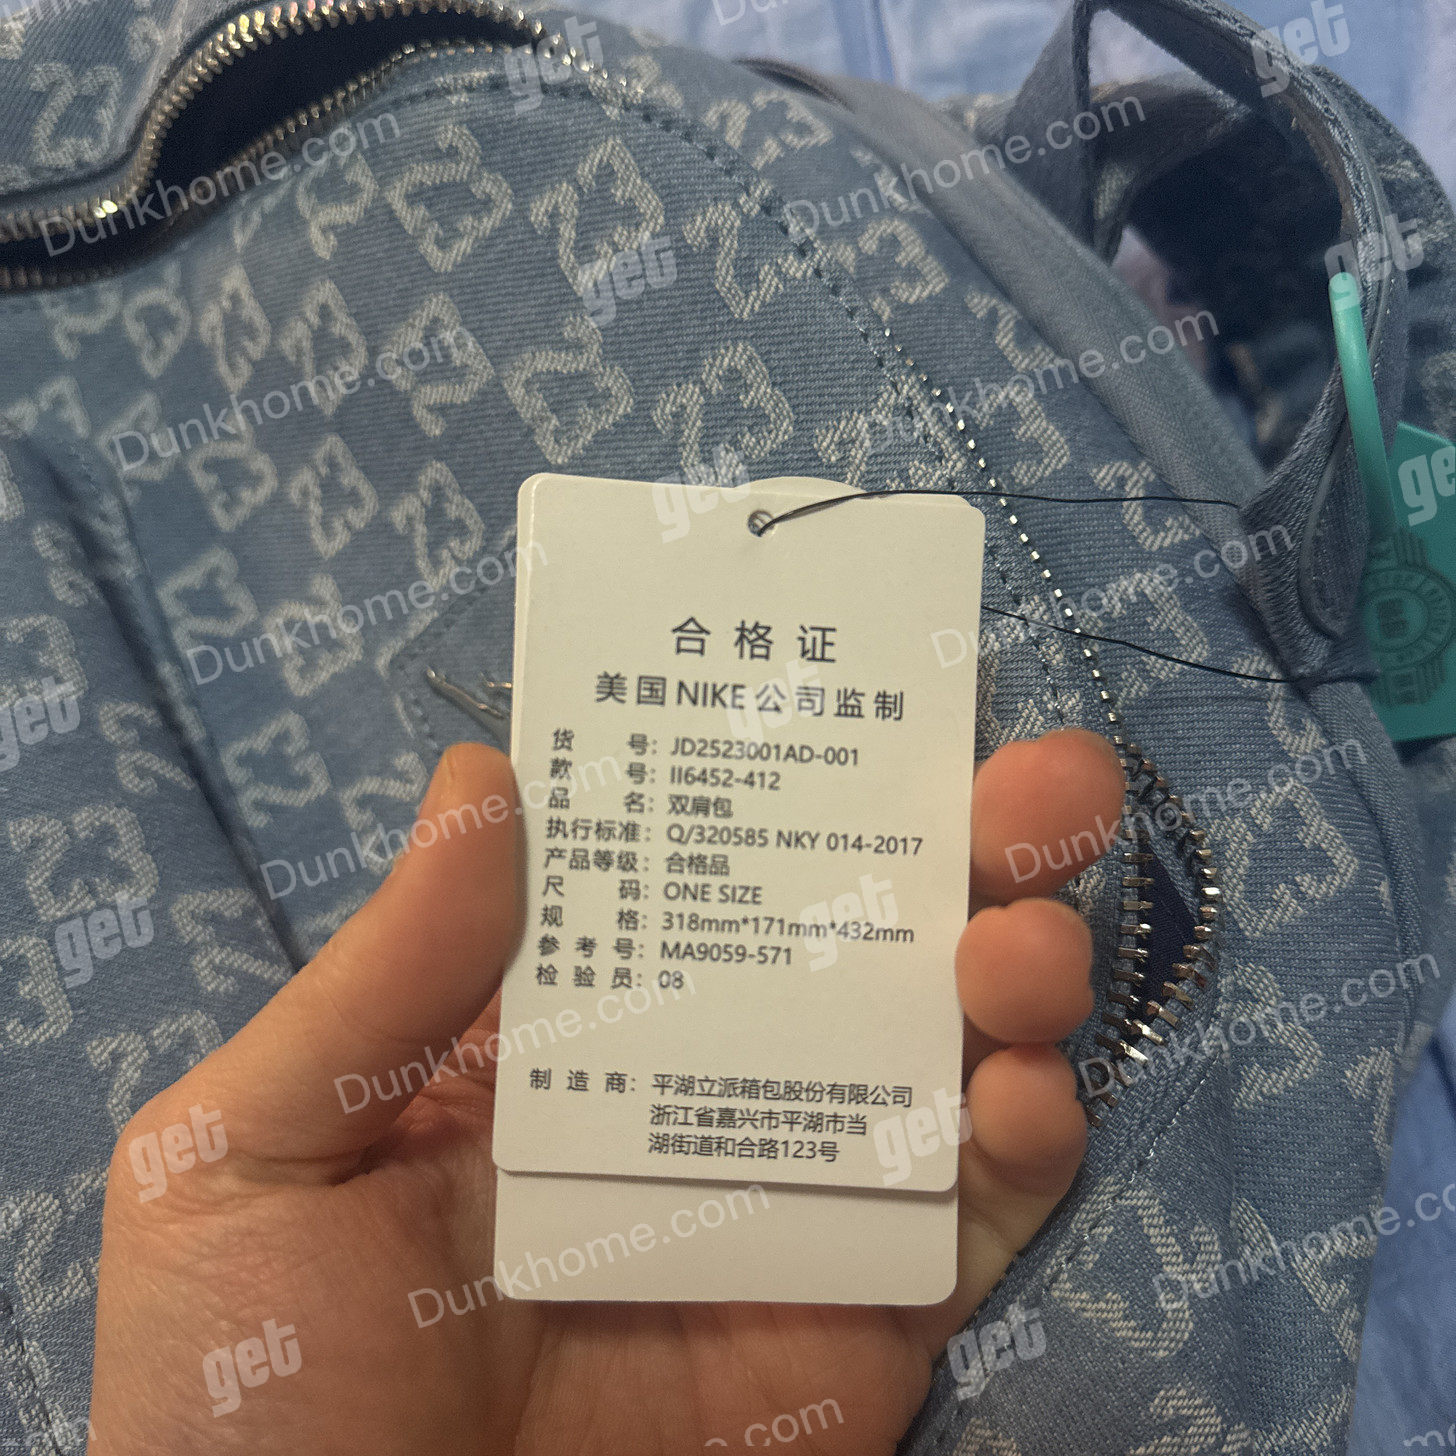 合格证
美国NIKE公司监制
货号：JD2523001AD-001
款号：II6452-412
品名：双肩包
执行标准：Q/320585 NKY 014-2017
产品等级：合格品
尺码：ONE SIZE
规格：318mm*171mm*432mm
参考号：MA9059-571
检验员：08
制造商：平湖立派箱包股份有限公司
浙江省嘉兴市平湖市当
湖街道和合路123号
23
get
Dunkhome.com